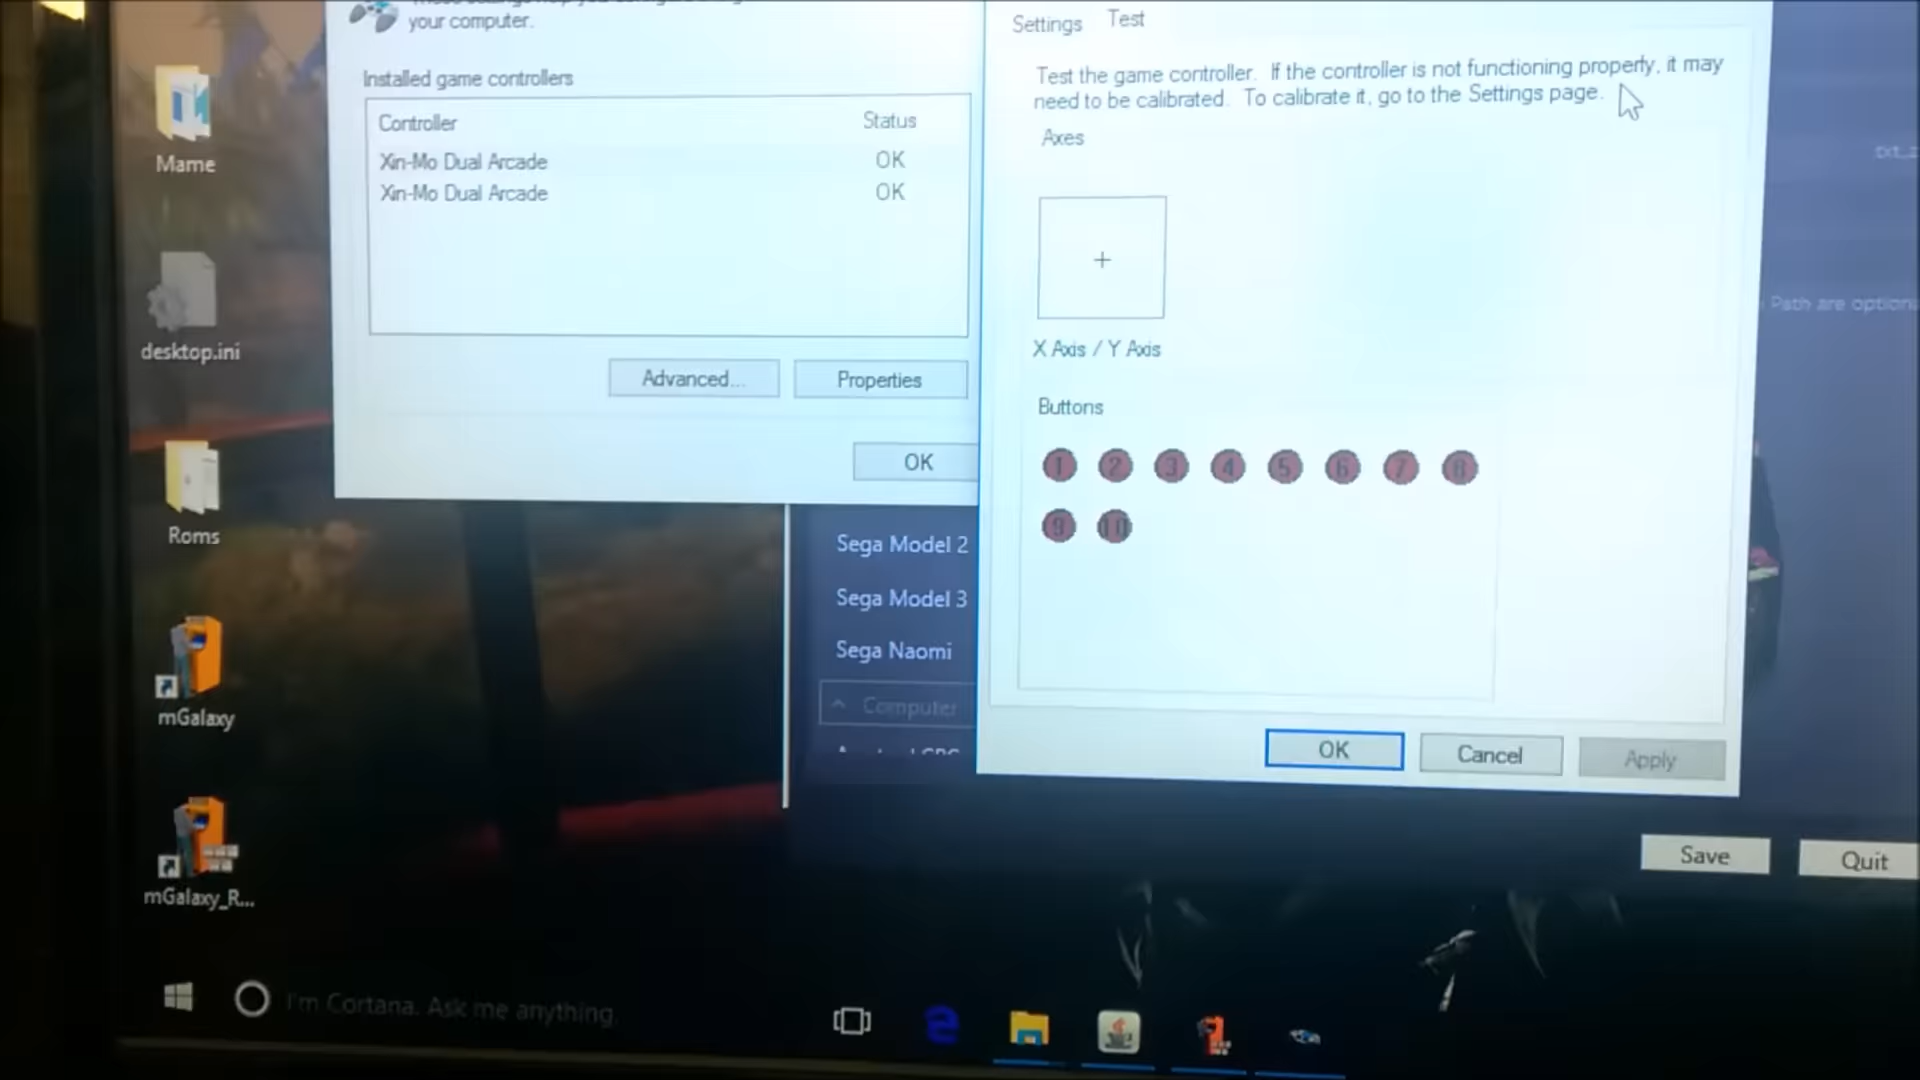 your computer.
Installed game controllers
Controller Status
Xin-Mo Dual Arcade OK
Xin-Mo Dual Arcade OK
Advanced... Properties
OK
Settings Test
Test the game controller. If the controller is not functioning properly, it may
need to be calibrated. To calibrate it, go to the Settings page.
Axes
X Axis / Y Axis
Buttons
1 2 3 4 5 6 7 8
9 10
OK Cancel Apply
Path are optiona
Sega Model 2
Sega Model 3
Sega Naomi
Computer
Save Quit
Mame
desktop.ini
Roms
mGalaxy
mGalaxy_R...
I'm Cortana. Ask me anything.